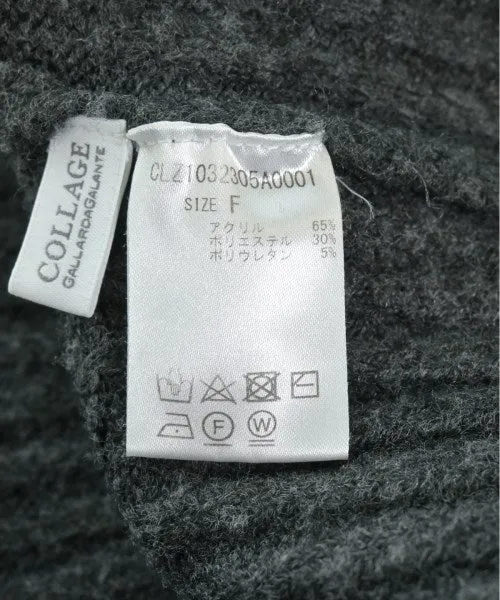 COLLAGE
GALLARDAGALANTE
CLZ1032305A0001
SIZE F
アクリル 65%
ポリエステル 30%
ポリウレタン 5%
F W